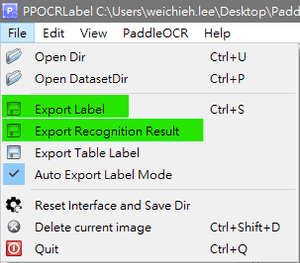 PPOCRLabel C:\Users\weichieh.lee\Desktop\Padd
File Edit View PaddleOCR Help
Open Dir Ctrl+U
Open DatasetDir Ctrl+P
Export Label Ctrl+S
Export Recognition Result
Export Table Label
Auto Export Label Mode
Reset Interface and Save Dir
Delete current image Ctrl+Shift+D
Quit Ctrl+Q